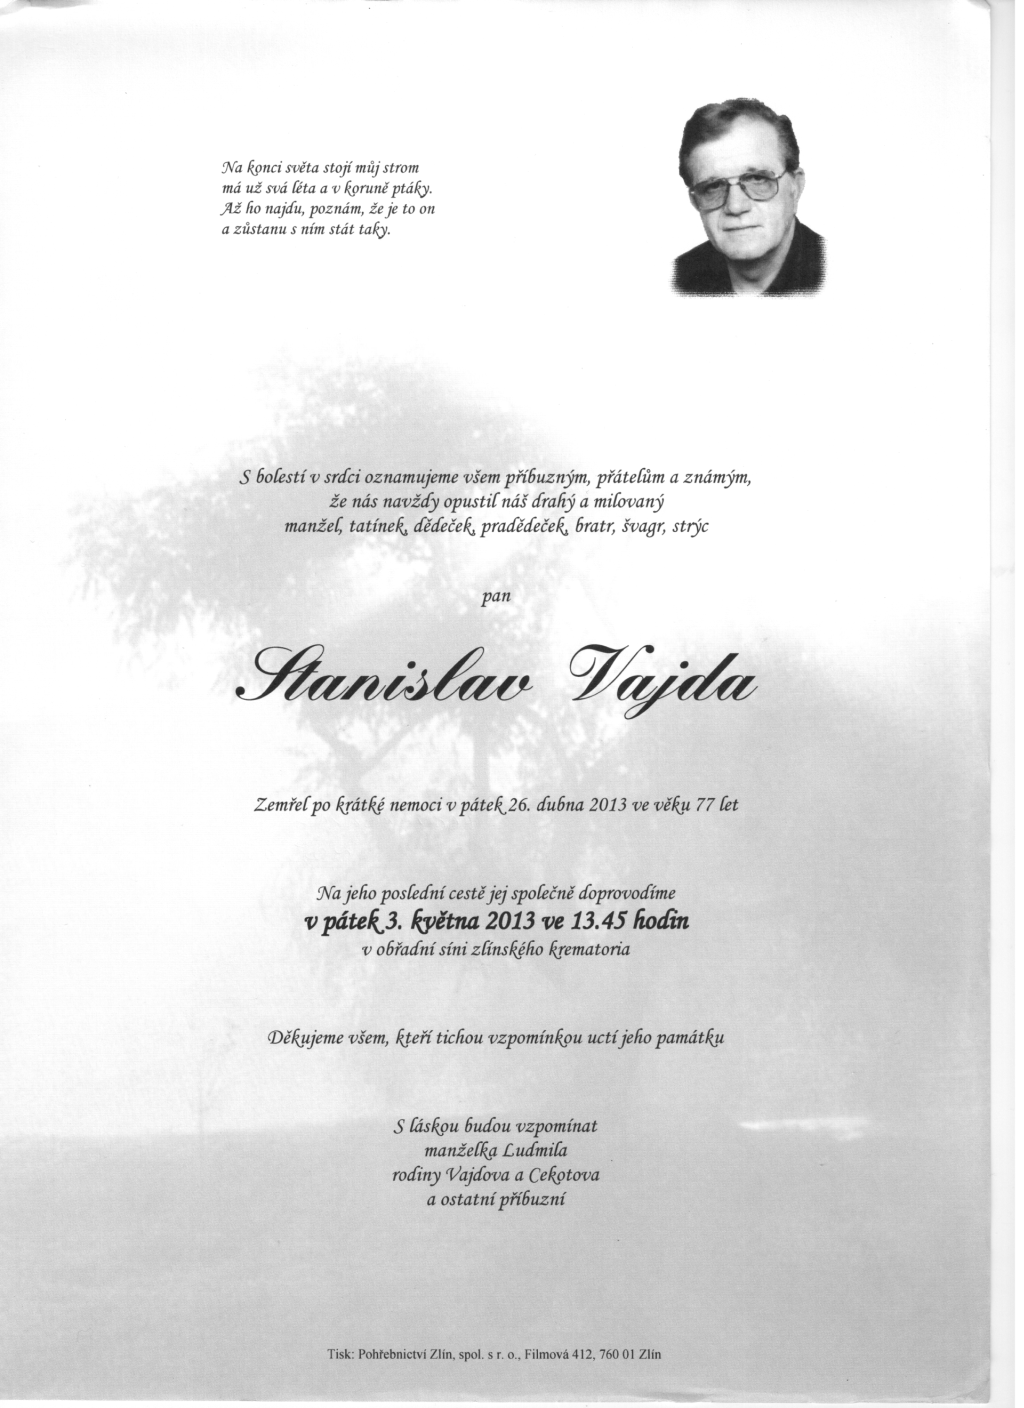 Na konci světa stojí můj strom
má už svá léta a v koruně ptáky.
Až ho najdu, poznám, že je to on
a zůstanu s ním stát taky.
S bolestí v srdci oznamujeme všem příbuzným, přátelům a známým,
že nás navždy opustil náš drahý a milovaný
manžel, tatínek, dědeček, pradědeček, bratr, švagr, strýc
pan
Stanislav Vajda
Zemřel po krátké nemoci v pátek 26. dubna 2013 ve věku 77 let
Na jeho poslední cestě jej společně doprovodíme
v pátek 3. května 2013 ve 13.45 hodin
v obřadní síni zlínského krematoria
Děkujeme všem, kteří tichou vzpomínkou uctí jeho památku
S láskou budou vzpomínat
manželka Ludmila
rodiny Vajdova a Cekotova
a ostatní příbuzní
Tisk: Pohřebnictví Zlín, spol. s r. o., Filmová 412, 760 01 Zlín